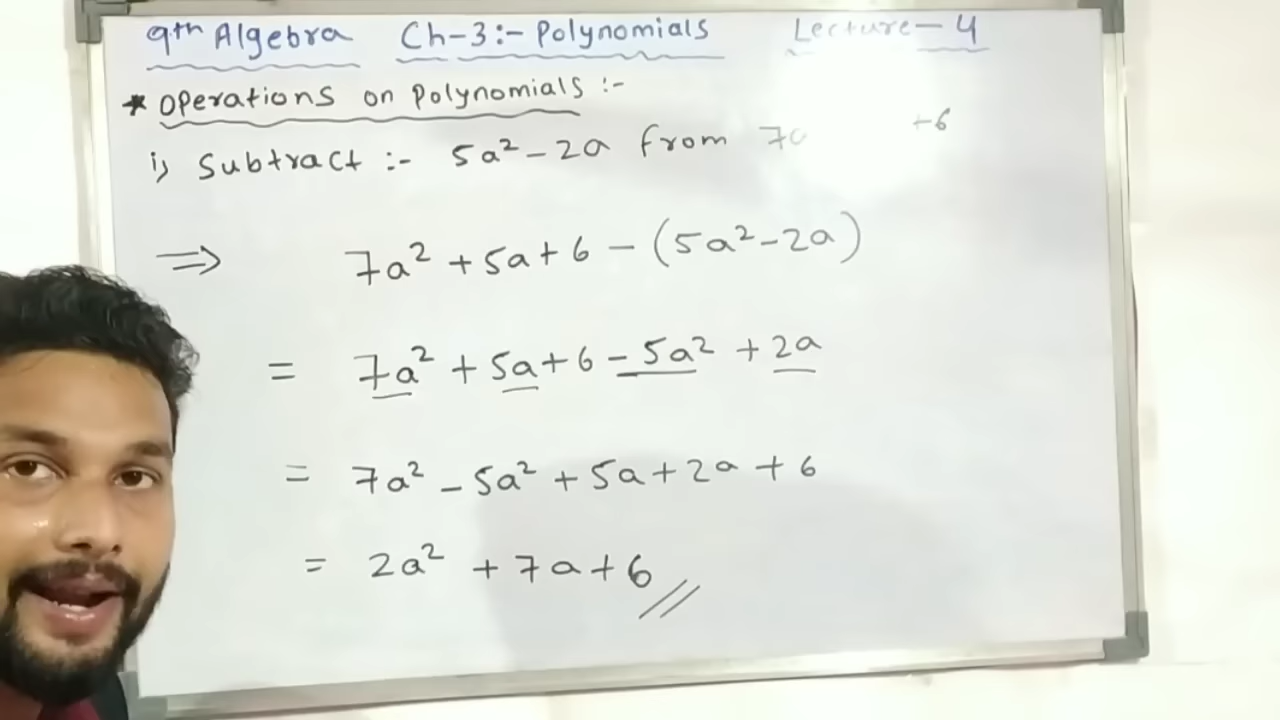 9th Algebra Ch-3:- Polynomials Lecture-4
* Operations on Polynomials :-
i) Subtract :- 5a² - 2a from 7a +6
⇒ 7a² + 5a + 6 - (5a² - 2a)
= 7a² + 5a + 6 - 5a² + 2a
= 7a² - 5a² + 5a + 2a + 6
= 2a² + 7a + 6 //